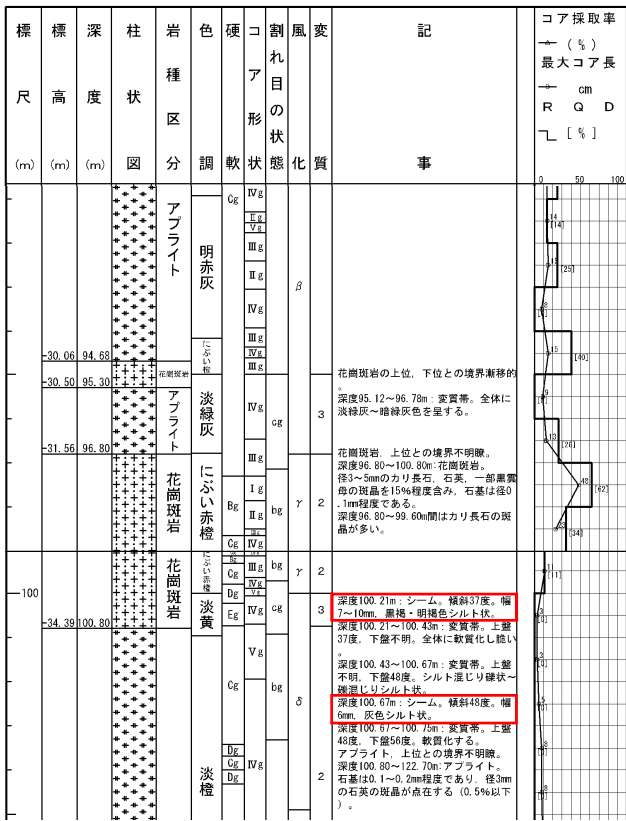 標尺(m)
標高(m)
深度(m)
柱状図
岩種区分
色調
硬軟
コア形状
割れ目の状態
風化
変質
記事
コア採取率
(%)
最大コア長
cm
R Q D
[%]
0 50 100
アプライト
明赤灰
Cg
Ⅳg
Ⅱg
Ⅴg
Ⅲg
Ⅱg
Ⅳg
Ⅲg
Ⅳg
Ⅲg
β
14
[14]
[25]
15
[40]
にぶい橙
-30.06 94.68
花崗斑岩
-30.50 95.30
アプライト
淡緑灰
Ⅳg
cg
3
-31.56 96.80
花崗斑岩の上位,下位との境界漸移的
。
深度95.12~96.78m:変質帯。全体に
淡緑灰~暗緑灰色を呈する。
13
[26]
花崗斑岩
にぶい赤橙
Ⅲg
Ⅰg
Bg
Ⅱg
Cg
Ⅳg
bg
γ
2
花崗斑岩,上位との境界不明瞭。
深度96.80~100.80m:花崗斑岩。
径3~5mmのカリ長石,石英,一部黒雲
母の斑晶を15%程度含み,石基は径0
.1mm程度である。
深度96.80~99.60m間はカリ長石の斑
晶が多い。
48
[62]
[34]
花崗斑岩
にぶい赤橙
Cg
Ⅲg
Ⅳg
bg
γ
2
11
[11]
100
淡黄
Dg
Eg
Ⅳg
cg
3
-34.39 100.80
深度100.21m:シーム。傾斜37度。幅
7~10mm,黒褐・明褐色シルト状。
深度100.21~100.43m:変質帯。上盤
37度,下盤不明。全体に軟質化し脆い
。
深度100.43~100.67m:変質帯。上盤
不明,下盤48度。シルト混じり礫状~
礫混じりシルト状。
深度100.67m:シーム。傾斜48度。幅
6mm,灰色シルト状。
深度100.67~100.75m:変質帯。上盤
48度,下盤56度。軟質化する。
アプライト,上位との境界不明瞭。
深度100.80~122.70m:アプライト。
石基は0.1~0.2mm程度であり,径3mm
の石英の斑晶が点在する(0.5%以下
)。
淡橙
Cg
Dg
Cg
Dg
Ⅴg
Ⅳg
bg
δ
2